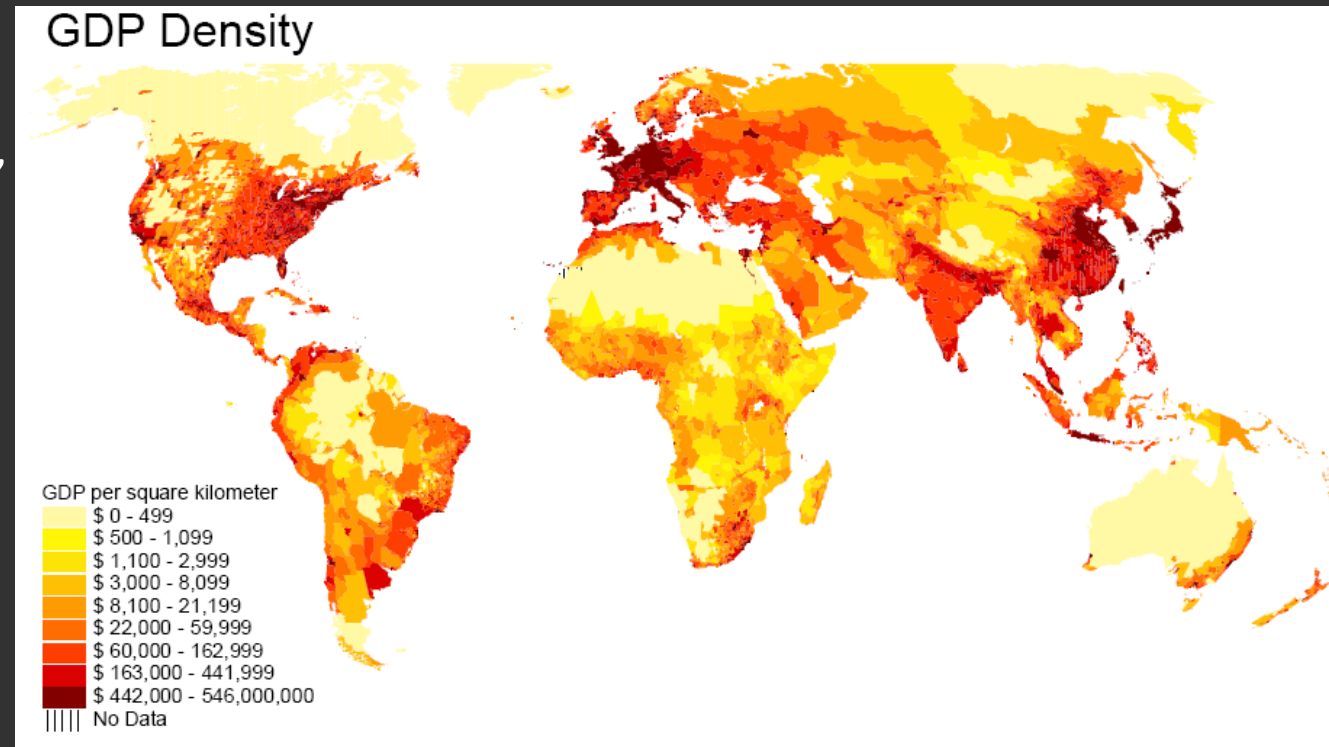 GDP Density
GDP per square kilometer
$ 0 - 499
$ 500 - 1,099
$ 1,100 - 2,999
$ 3,000 - 8,099
$ 8,100 - 21,199
$ 22,000 - 59,999
$ 60,000 - 162,999
$ 163,000 - 441,999
$ 442,000 - 546,000,000
No Data